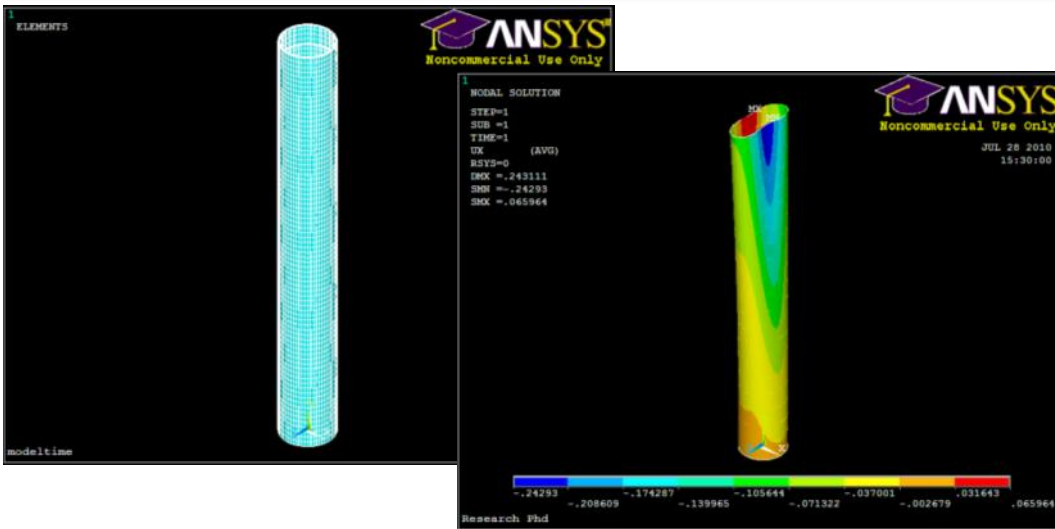 1
ELEMENTS
ANSYS
Noncommercial Use Only
modeltime
1
NODAL SOLUTION
STEP=1
SUB =1
TIME=1
UX (AVG)
RSYS=0
DMX =.243111
SMN =-.24293
SMX =.065964
ANSYS
Noncommercial Use Only
JUL 28 2010
15:30:00
MX
MN
X
-.24293 -.174287 -.105644 -.037001 .031643
-.208609 -.139965 -.071322 -.002679 .065964
Research Phd